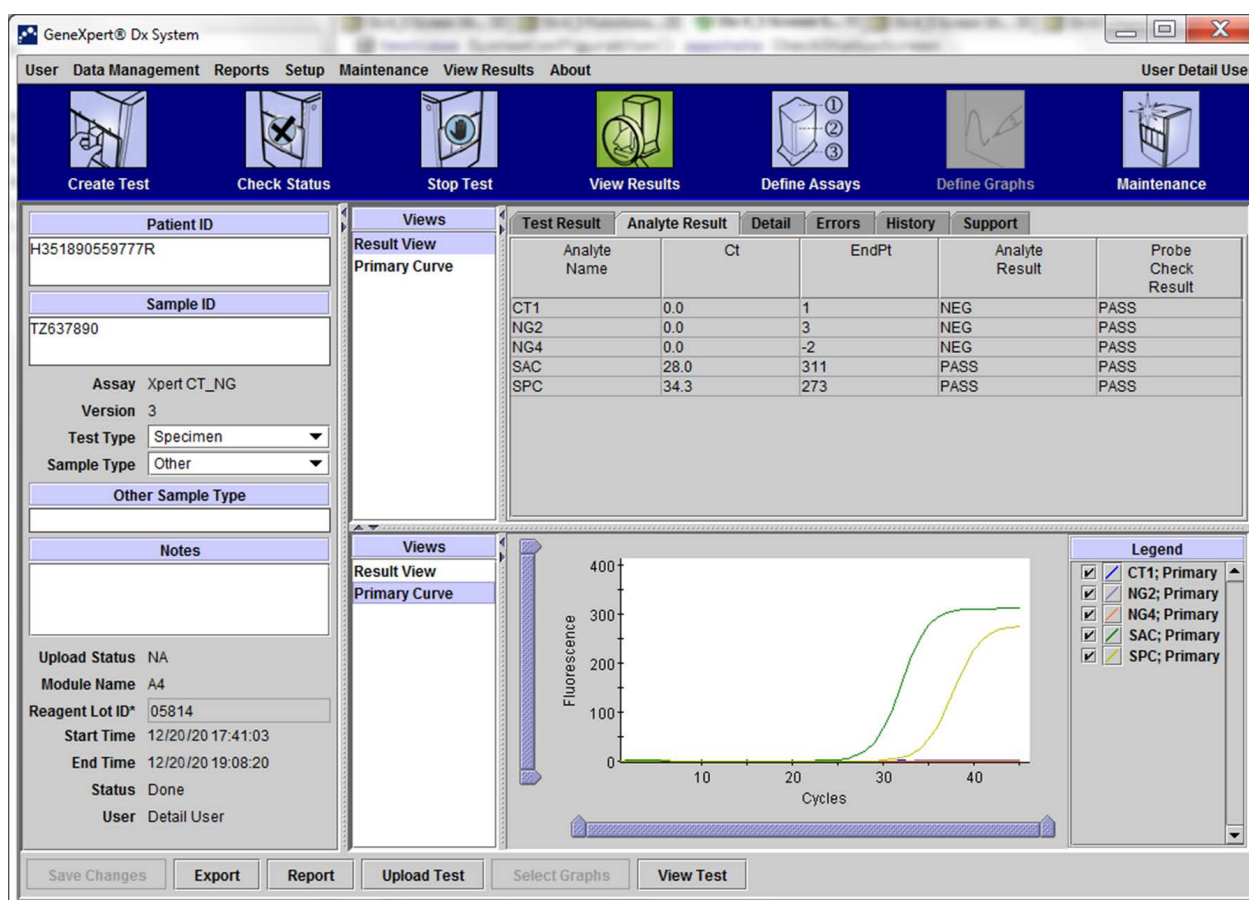 GeneXpert® Dx System
User Data Management Reports Setup Maintenance View Results About User Detail Use
Create Test Check Status Stop Test View Results Define Assays Define Graphs Maintenance
① ② ③
Patient ID
H351890559777R
Sample ID
TZ637890
Assay Xpert CT_NG
Version 3
Test Type Specimen
Sample Type Other
Other Sample Type
Notes
Upload Status NA
Module Name A4
Reagent Lot ID* 05814
Start Time 12/20/20 17:41:03
End Time 12/20/20 19:08:20
Status Done
User Detail User
Views
Result View
Primary Curve
Test Result Analyte Result Detail Errors History Support
Analyte Name Ct EndPt Analyte Result Probe Check Result
CT1 0.0 1 NEG PASS
NG2 0.0 3 NEG PASS
NG4 0.0 -2 NEG PASS
SAC 28.0 311 PASS PASS
SPC 34.3 273 PASS PASS
Views
Result View
Primary Curve
Fluorescence
400
300
200
100
0
10 20 30 40
Cycles
Legend
CT1; Primary
NG2; Primary
NG4; Primary
SAC; Primary
SPC; Primary
Save Changes Export Report Upload Test Select Graphs View Test